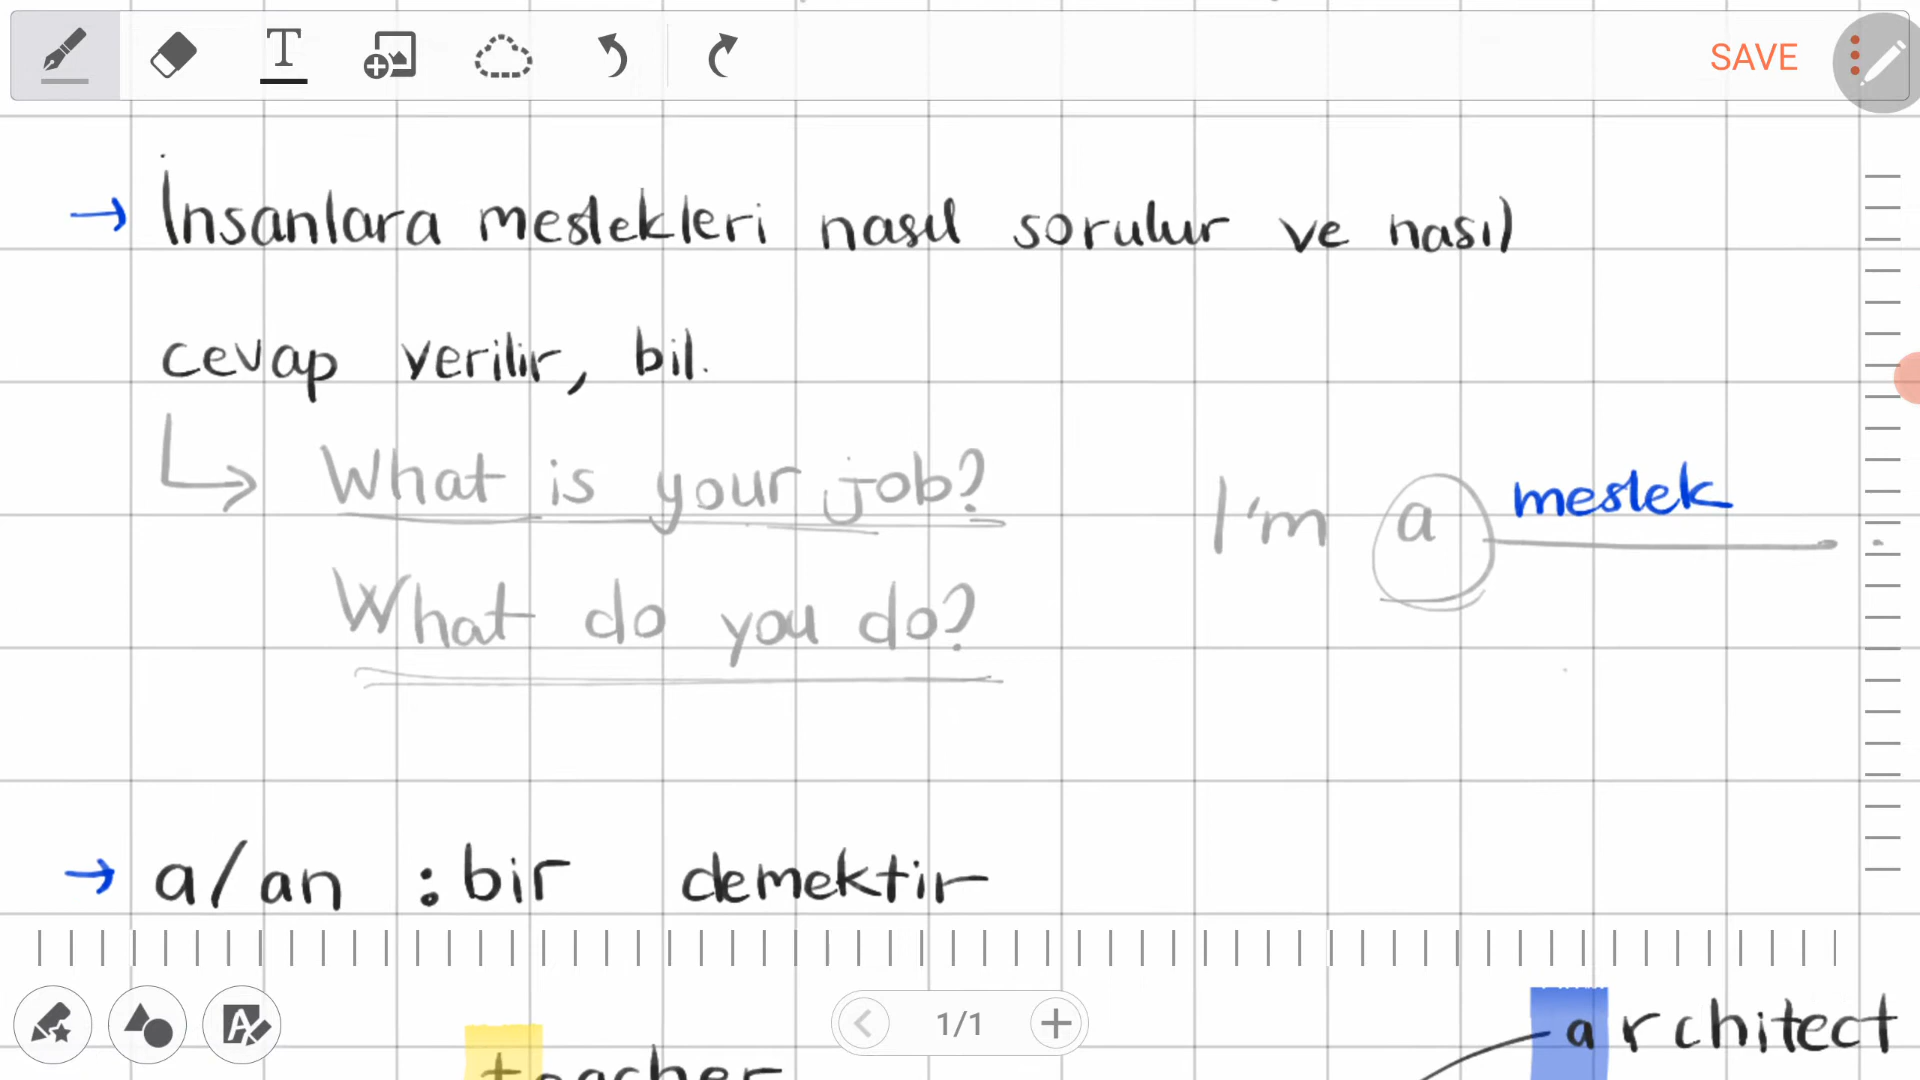 SAVE
→ İnsanlara meslekleri nasıl sorulur ve nasıl
cevap verilir, bil.
What is your job?
I'm a meslek .
What do you do?
→ a/an : bir demektir
1/1
architect
teacher